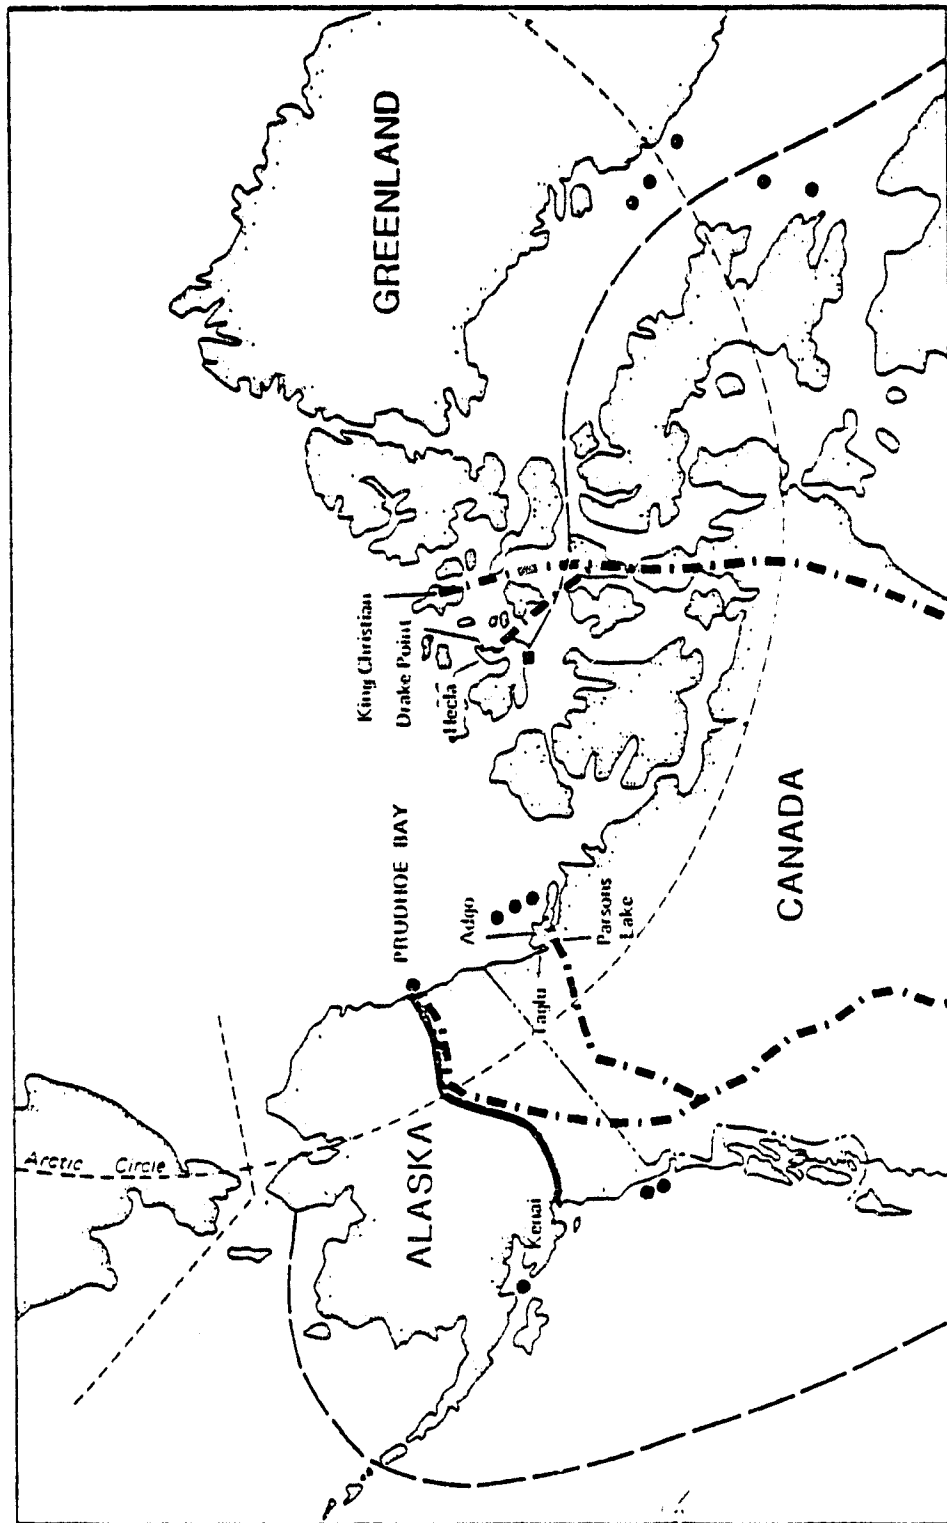 Arctic Circle
ALASKA
Kenai
PRUDHOE BAY
Adgo
Taglu
Parsons
Lake
CANADA
King Christian
Drake Point
Hecla
GREENLAND